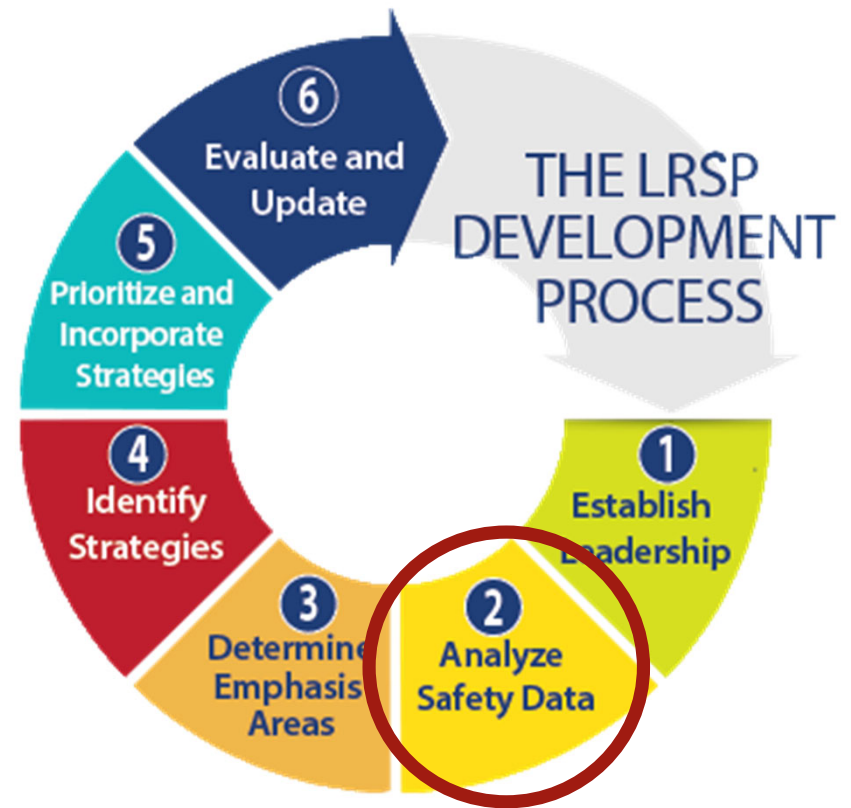 THE LRSP
DEVELOPMENT
PROCESS
1
Establish
Leadership
2
Analyze
Safety Data
3
Determine
Emphasis
Areas
4
Identify
Strategies
5
Prioritize and
Incorporate
Strategies
6
Evaluate and
Update